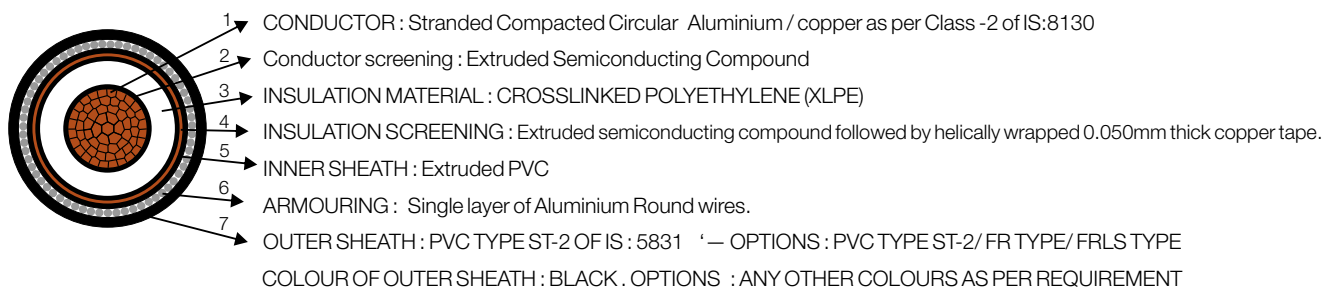 1 CONDUCTOR : Stranded Compacted Circular Aluminium / copper as per Class -2 of IS:8130
2 Conductor screening : Extruded Semiconducting Compound
3 INSULATION MATERIAL : CROSSLINKED POLYETHYLENE (XLPE)
4 INSULATION SCREENING : Extruded semiconducting compound followed by helically wrapped 0.050mm thick copper tape.
5 INNER SHEATH : Extruded PVC
6 ARMOURING : Single layer of Aluminium Round wires.
7 OUTER SHEATH : PVC TYPE ST-2 OF IS : 5831 ‘— OPTIONS : PVC TYPE ST-2/ FR TYPE/ FRLS TYPE
COLOUR OF OUTER SHEATH : BLACK . OPTIONS : ANY OTHER COLOURS AS PER REQUIREMENT